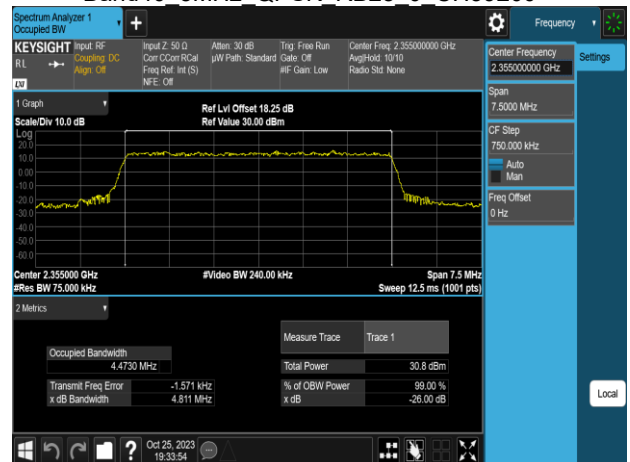 Spectrum Analyzer 1
Occupied BW
Frequency
KEYSIGHT
Input: RF
Coupling: DC
Align: Off
RL
LXI
Input Z: 50 Ω
Corr CCorr RCal
Freq Ref: Int (S)
NFE: Off
Atten: 30 dB
µW Path: Standard
Trig: Free Run
Gate: Off
#IF Gain: Low
Center Freq: 2.355000000 GHz
Avg|Hold: 10/10
Radio Std: None
Center Frequency
2.355000000 GHz
Settings
Span
7.5000 MHz
CF Step
750.000 kHz
Auto
Man
Freq Offset
0 Hz
1 Graph
Scale/Div 10.0 dB
Ref Lvl Offset 18.25 dB
Ref Value 30.00 dBm
Log
20.0
10.0
0.00
-10.0
-20.0
-30.0
-40.0
-50.0
-60.0
Center 2.355000 GHz
#Res BW 75.000 kHz
#Video BW 240.00 kHz
Span 7.5 MHz
Sweep 12.5 ms (1001 pts)
2 Metrics
Measure Trace Trace 1
Occupied Bandwidth
4.4730 MHz
Total Power 30.8 dBm
Transmit Freq Error -1.571 kHz
% of OBW Power 99.00 %
x dB Bandwidth 4.811 MHz
x dB -26.00 dB
Local
?
Oct 25, 2023
19:33:54